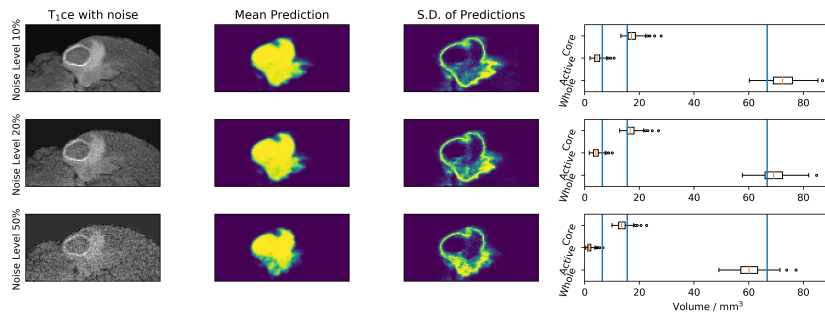 T₁ce with noise
Mean Prediction
S.D. of Predictions
Noise Level 10%
Core
Active
Whole
0 20 40 60 80
Noise Level 20%
Core
Active
Whole
0 20 40 60 80
Noise Level 50%
Core
Active
Whole
0 20 40 60 80
Volume / mm³